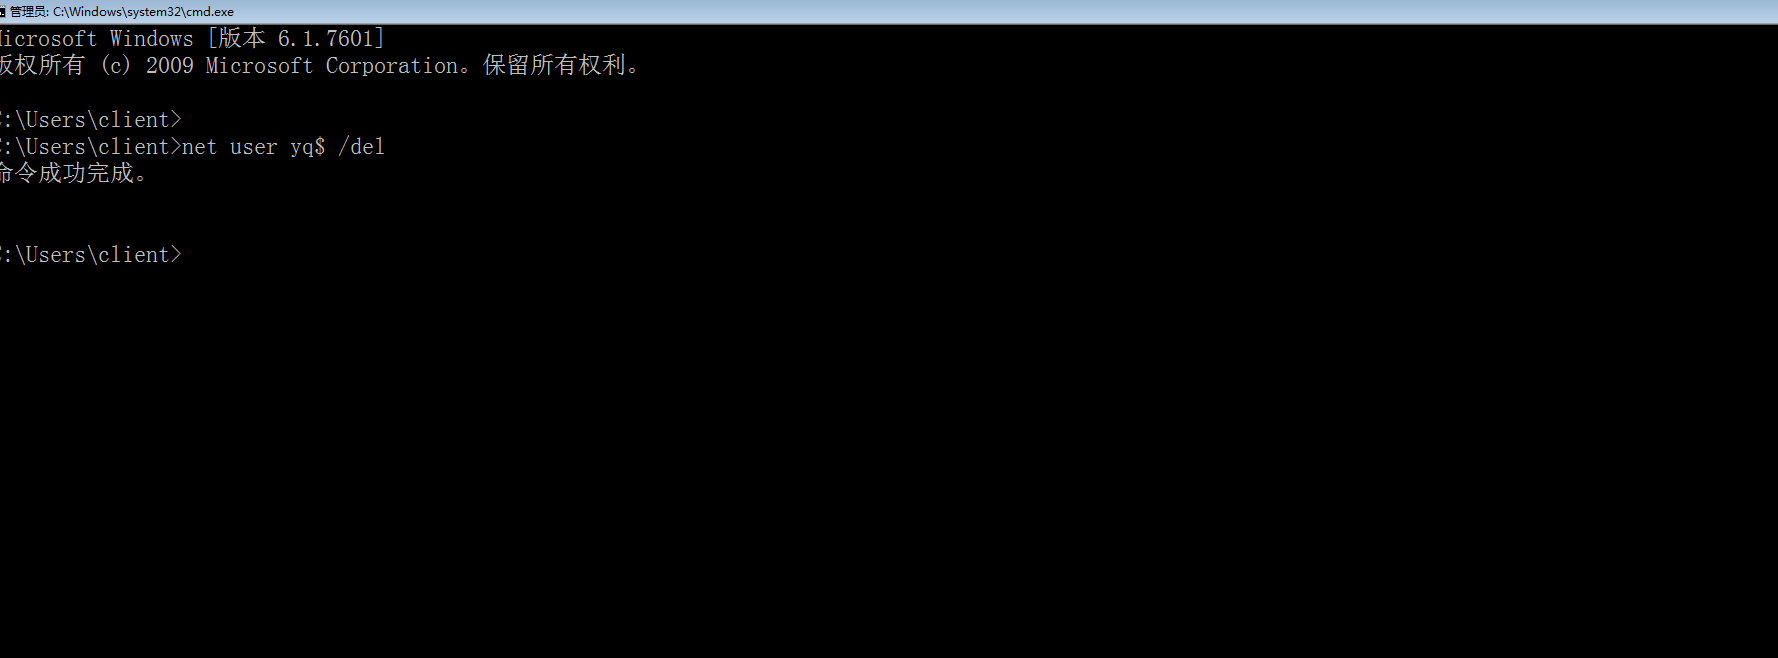 管理员: C:\Windows\system32\cmd.exe
Microsoft Windows [版本 6.1.7601]
版权所有 (c) 2009 Microsoft Corporation。保留所有权利。
C:\Users\client>
C:\Users\client>net user yq$ /del
命令成功完成。
C:\Users\client>